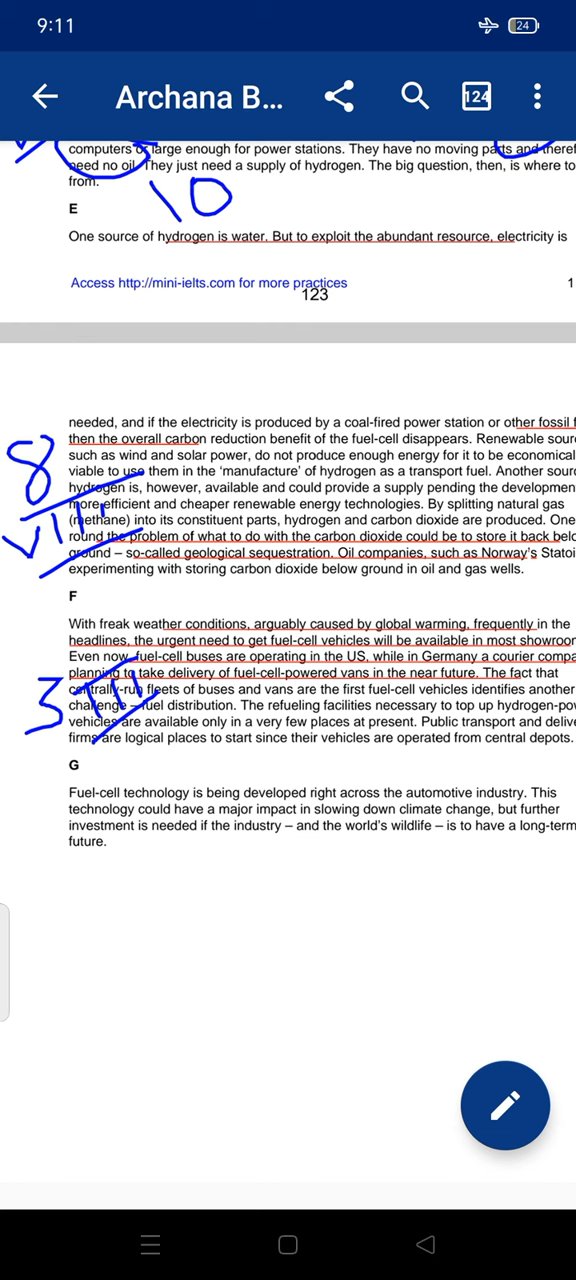 9:11
24
Archana B...
124
computers or large enough for power stations. They have no moving parts and theref
need no oil. They just need a supply of hydrogen. The big question, then, is where to
from.
10
E
One source of hydrogen is water. But to exploit the abundant resource, electricity is
Access http://mini-ielts.com for more practices
1
123
needed, and if the electricity is produced by a coal-fired power station or other fossil f
then the overall carbon reduction benefit of the fuel-cell disappears. Renewable sour
such as wind and solar power, do not produce enough energy for it to be economical
viable to use them in the ‘manufacture’ of hydrogen as a transport fuel. Another sour
hydrogen is, however, available and could provide a supply pending the developmen
more efficient and cheaper renewable energy technologies. By splitting natural gas
(methane) into its constituent parts, hydrogen and carbon dioxide are produced. One
round the problem of what to do with the carbon dioxide could be to store it back belo
ground – so-called geological sequestration. Oil companies, such as Norway’s Statoi
experimenting with storing carbon dioxide below ground in oil and gas wells.
8
F
With freak weather conditions, arguably caused by global warming, frequently in the
headlines, the urgent need to get fuel-cell vehicles will be available in most showroor
Even now, fuel-cell buses are operating in the US, while in Germany a courier compa
planning to take delivery of fuel-cell-powered vans in the near future. The fact that
centrally-run fleets of buses and vans are the first fuel-cell vehicles identifies another
challenge – fuel distribution. The refueling facilities necessary to top up hydrogen-po
vehicles are available only in a very few places at present. Public transport and delive
firms are logical places to start since their vehicles are operated from central depots.
3
G
Fuel-cell technology is being developed right across the automotive industry. This
technology could have a major impact in slowing down climate change, but further
investment is needed if the industry – and the world’s wildlife – is to have a long-term
future.